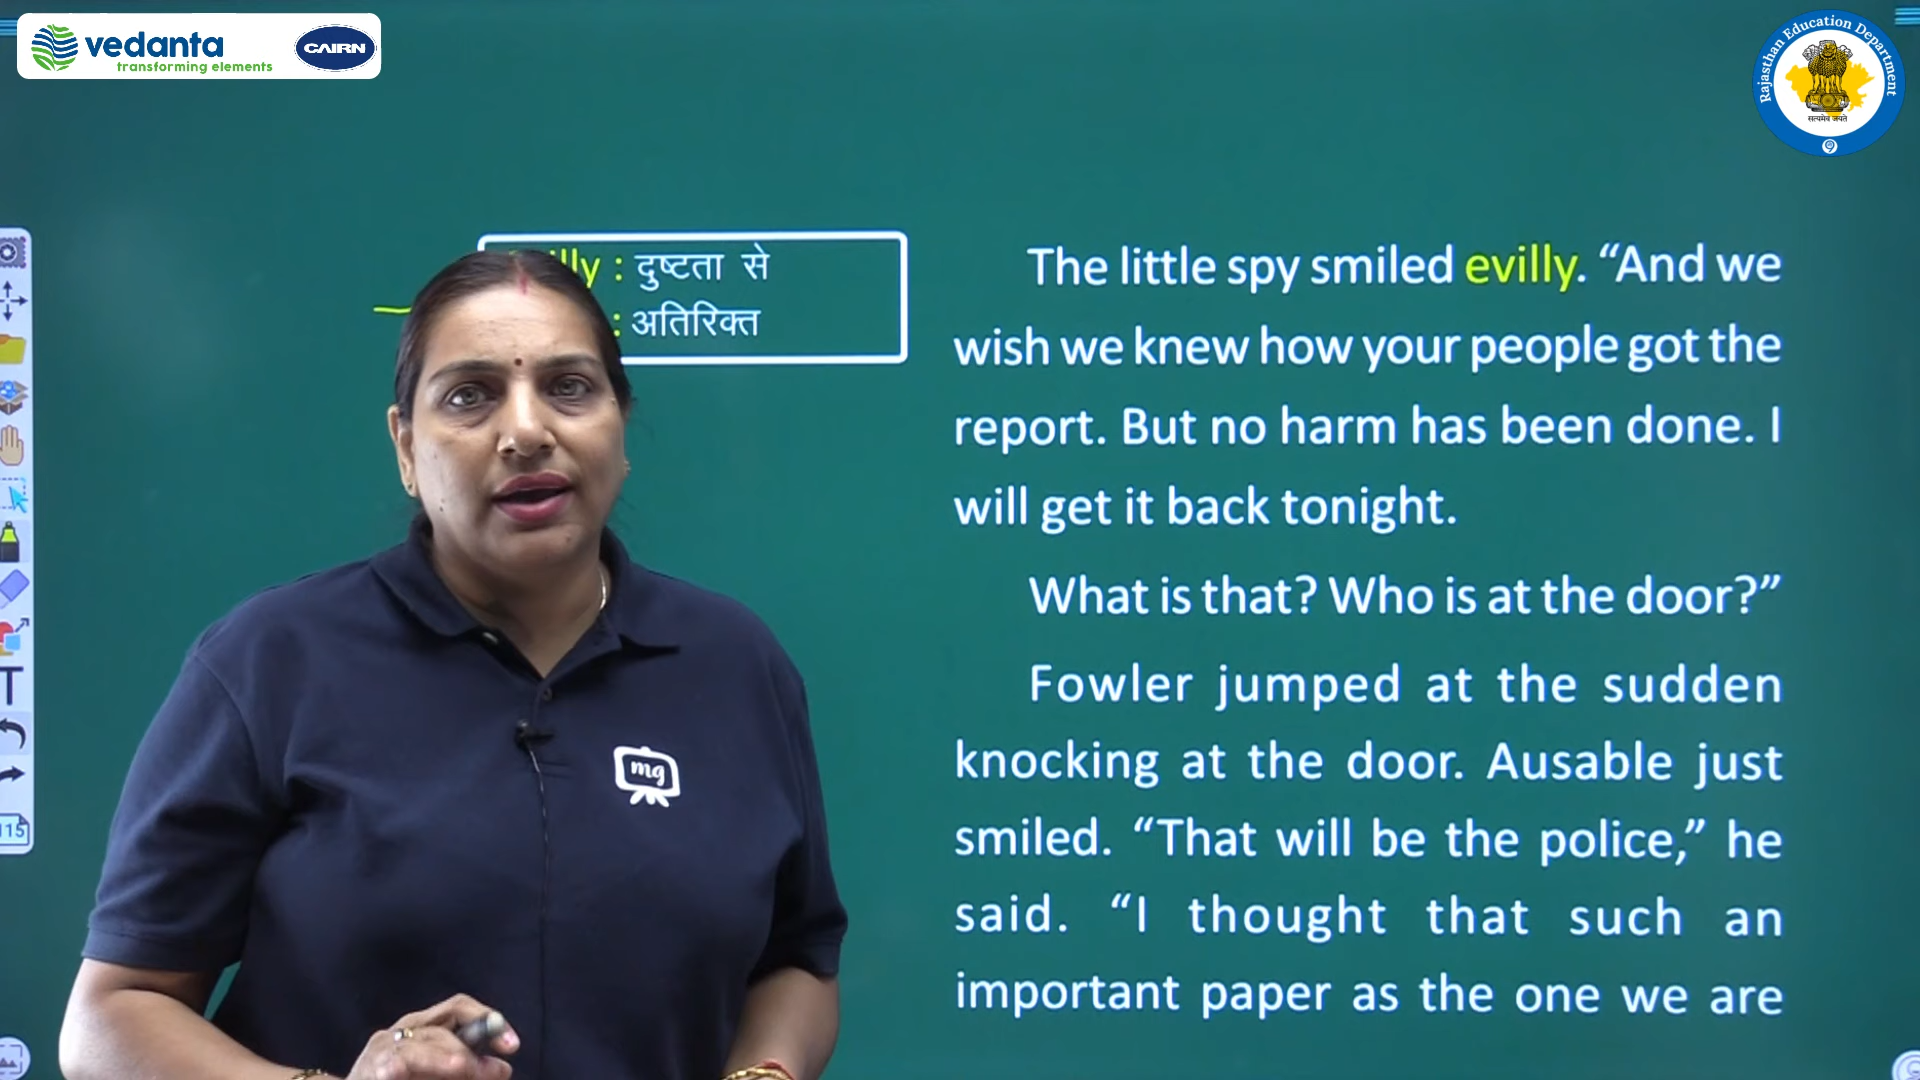 vedanta
transforming elements
CAIRN
Rajasthan Education Department
सत्यमेव जयते
: दुष्टता से
: अतिरिक्त
The little spy smiled evilly. “And we
wish we knew how your people got the
report. But no harm has been done. I
will get it back tonight.
What is that? Who is at the door?”
Fowler jumped at the sudden
knocking at the door. Ausable just
smiled. “That will be the police,” he
said. “I thought that such an
important paper as the one we are
mg
T
115